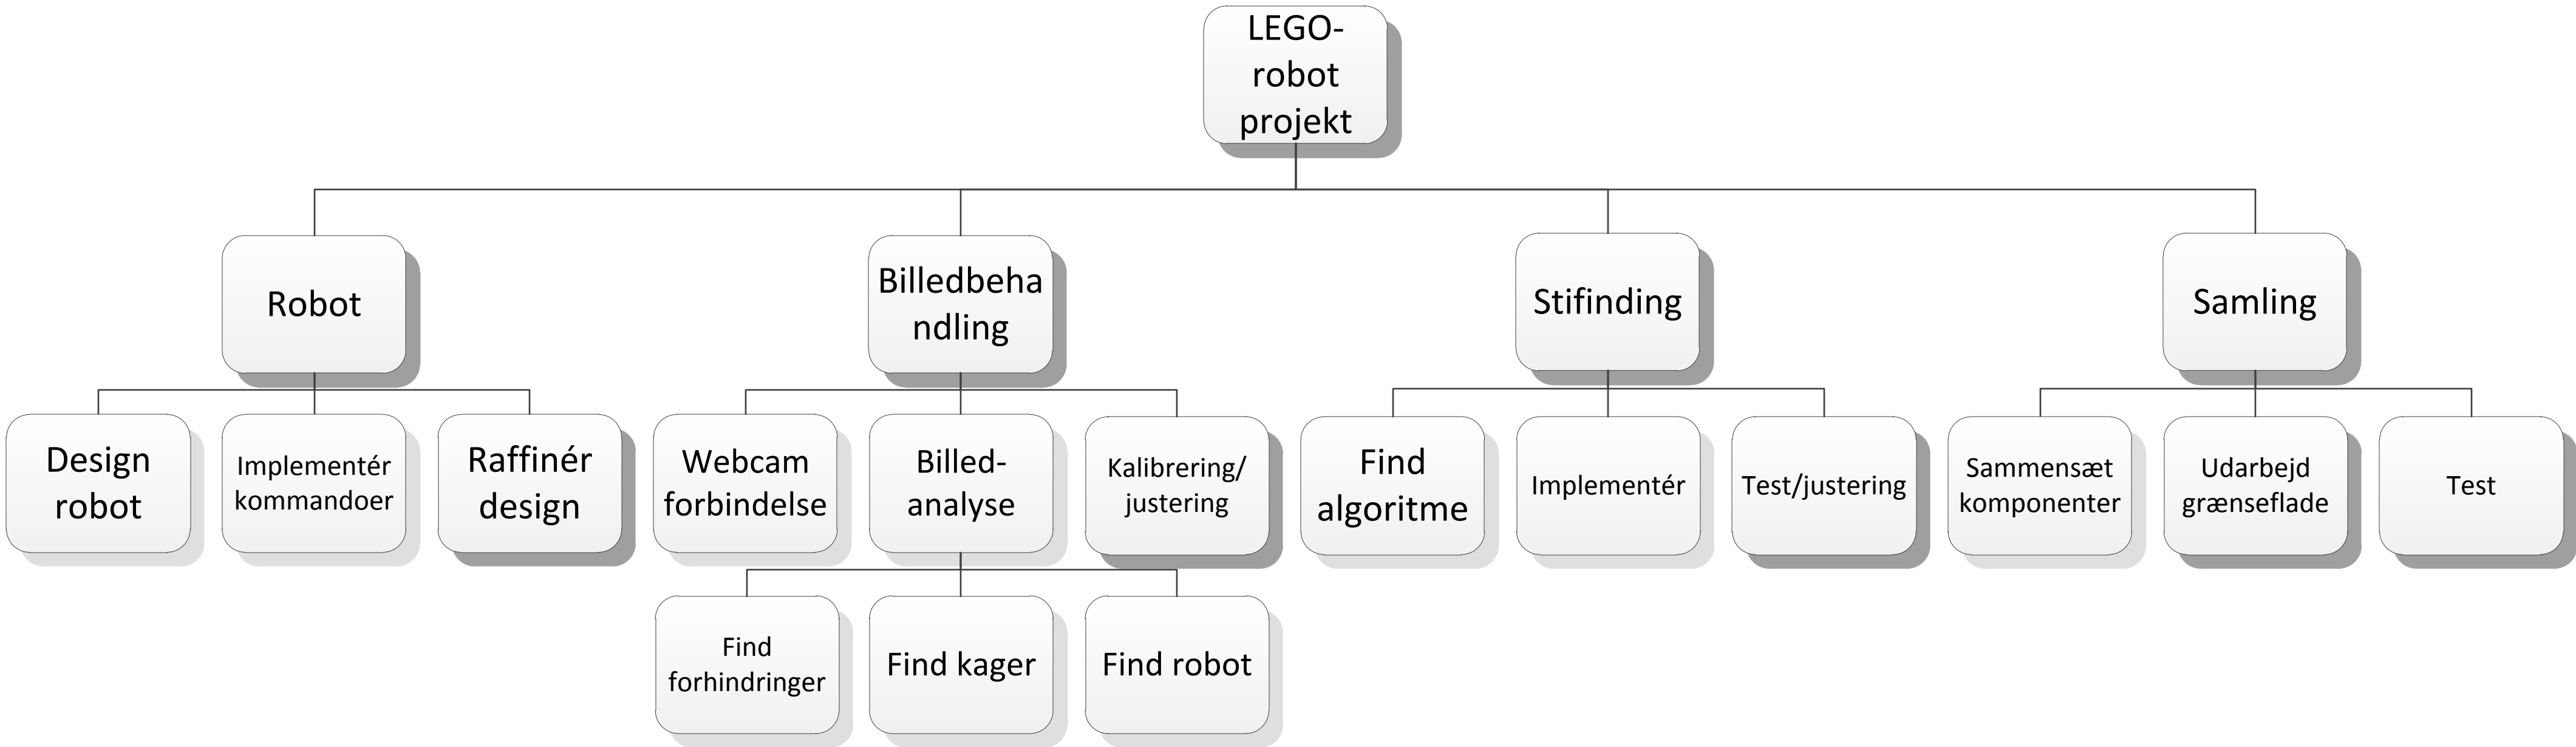 LEGO-
robot
projekt
Robot
Billedbeha
ndling
Stifinding
Samling
Design
robot
Implementér
kommandoer
Raffinér
design
Webcam
forbindelse
Billed-
analyse
Kalibrering/
justering
Find
algoritme
Implementér
Test/justering
Sammensæt
komponenter
Udarbejd
grænseflade
Test
Find
forhindringer
Find kager
Find robot